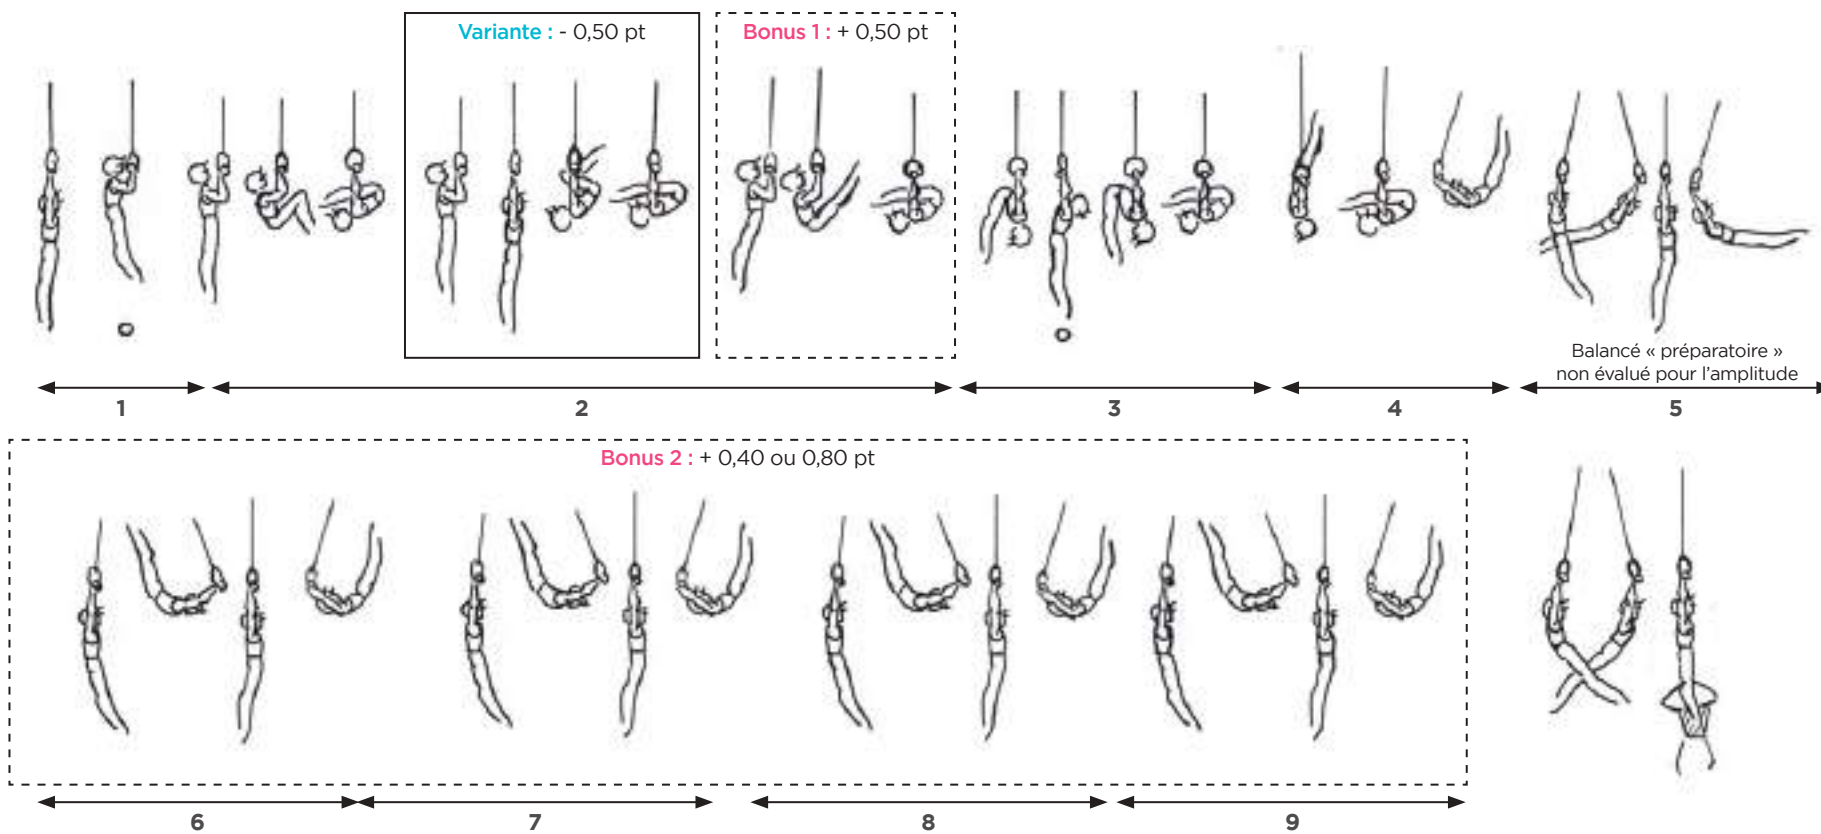 Variante : - 0,50 pt
Bonus 1 : + 0,50 pt
Balancé « préparatoire »
non évalué pour l'amplitude
1
2
3
4
5
Bonus 2 : + 0,40 ou 0,80 pt
6
7
8
9